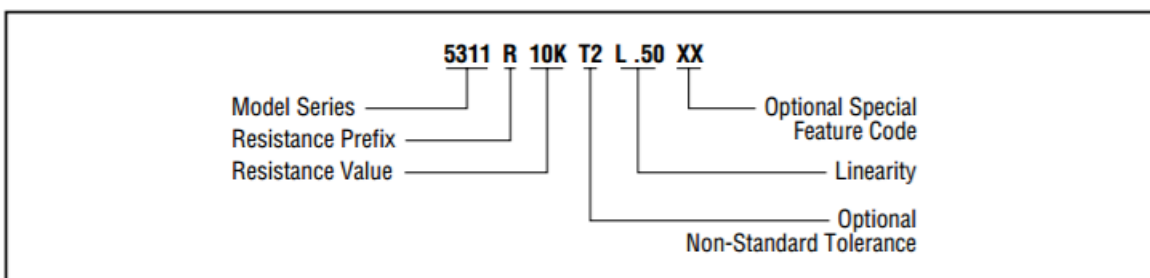 5311 R 10K T2 L .50 XX
Model Series
Resistance Prefix
Resistance Value
Optional Special
Feature Code
Linearity
Optional
Non-Standard Tolerance